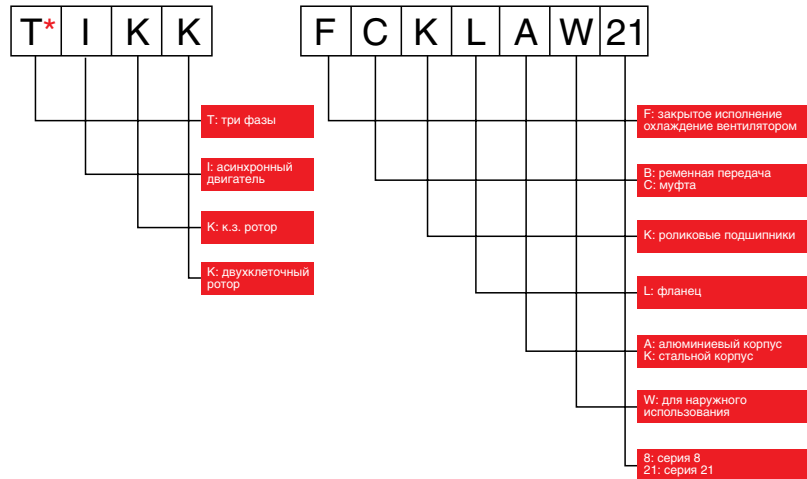 T* I K K
F C K L A W 21
T: три фазы
I: асинхронный
двигатель
K: к.з. ротор
K: двухклеточный
ротор
F: закрытое исполнение
охлаждение вентилятором
B: ременная передача
C: муфта
K: роликовые подшипники
L: фланец
A: алюминиевый корпус
K: стальной корпус
W: для наружного
использования
8: серия 8
21: серия 21